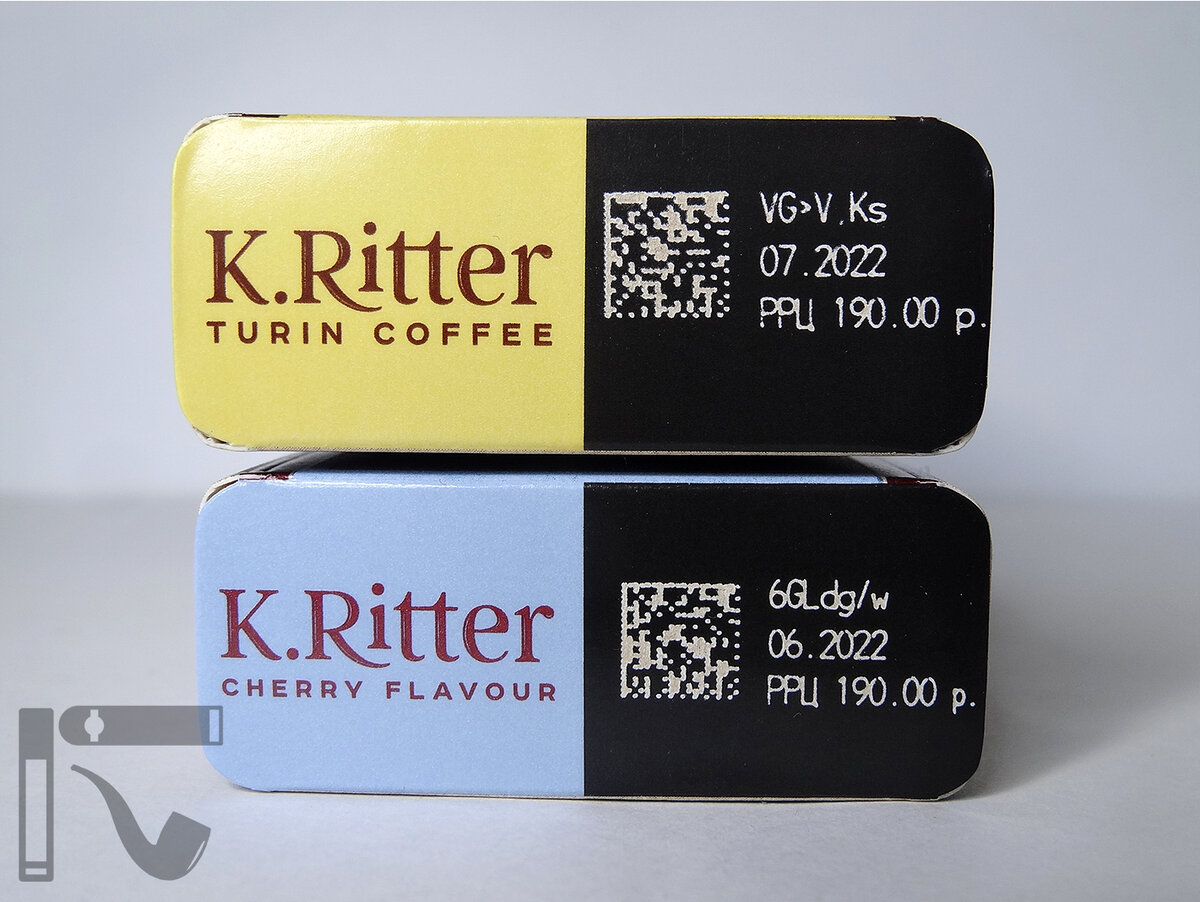 K.Ritter
TURIN COFFEE
VG>V.Ks
07.2022
РРЦ 190.00 р.
K.Ritter
CHERRY FLAVOUR
6GLdg/w
06.2022
РРЦ 190.00 р.